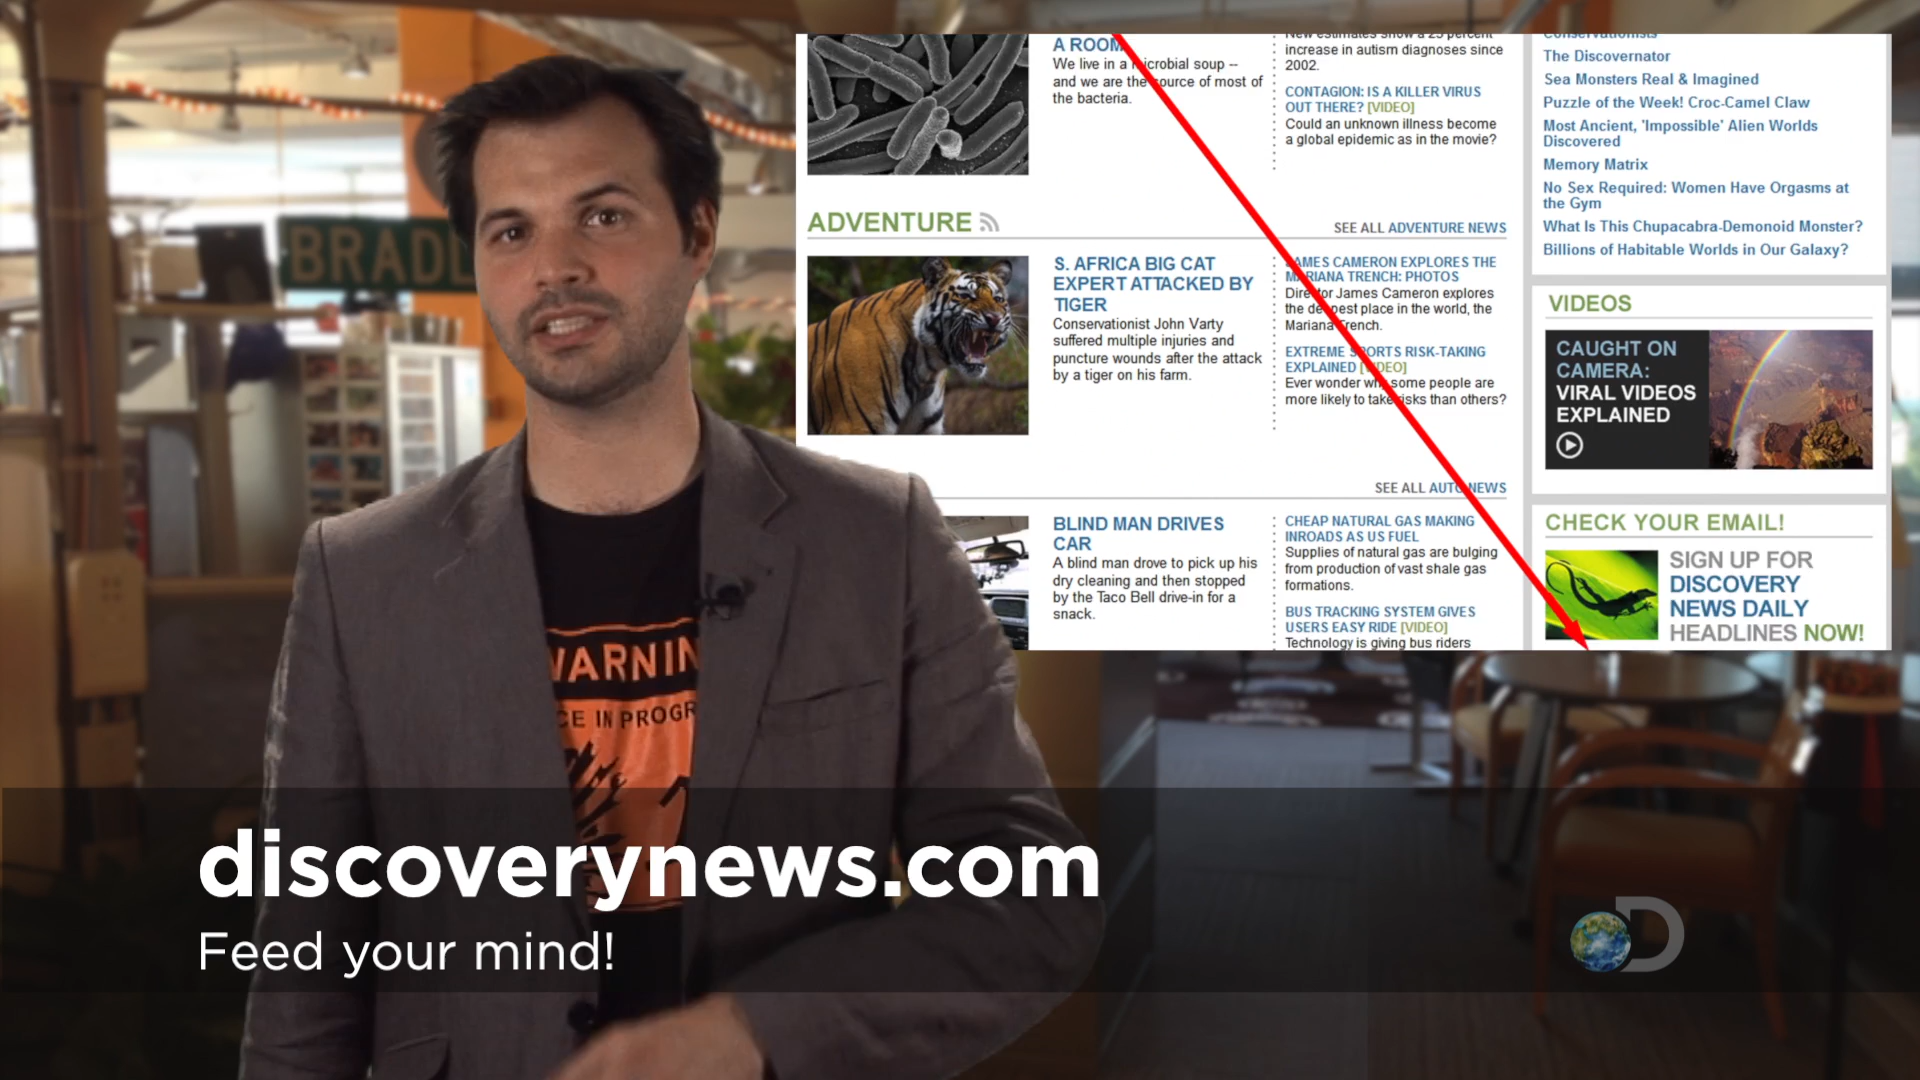 BRADL
WARNIN
CE IN PROGR
A ROOM
We live in a microbial soup --
and we are the source of most of
the bacteria.
New estimates show a 25 percent
increase in autism diagnoses since
2002.
CONTAGION: IS A KILLER VIRUS
OUT THERE? [VIDEO]
Could an unknown illness become
a global epidemic as in the movie?
ADVENTURE
SEE ALL ADVENTURE NEWS
S. AFRICA BIG CAT
EXPERT ATTACKED BY
TIGER
Conservationist John Varty
suffered multiple injuries and
puncture wounds after the attack
by a tiger on his farm.
JAMES CAMERON EXPLORES THE
MARIANA TRENCH: PHOTOS
Director James Cameron explores
the deepest place in the world, the
Mariana Trench.
EXTREME SPORTS RISK-TAKING
EXPLAINED [VIDEO]
Ever wonder why some people are
more likely to take risks than others?
SEE ALL AUTO NEWS
BLIND MAN DRIVES
CAR
A blind man drove to pick up his
dry cleaning and then stopped
by the Taco Bell drive-in for a
snack.
CHEAP NATURAL GAS MAKING
INROADS AS US FUEL
Supplies of natural gas are bulging
from production of vast shale gas
formations.
BUS TRACKING SYSTEM GIVES
USERS EASY RIDE [VIDEO]
Technology is giving bus riders
Conservationists
The Discovernator
Sea Monsters Real & Imagined
Puzzle of the Week! Croc-Camel Claw
Most Ancient, 'Impossible' Alien Worlds
Discovered
Memory Matrix
No Sex Required: Women Have Orgasms at
the Gym
What Is This Chupacabra-Demonoid Monster?
Billions of Habitable Worlds in Our Galaxy?
VIDEOS
CAUGHT ON
CAMERA:
VIRAL VIDEOS
EXPLAINED
CHECK YOUR EMAIL!
SIGN UP FOR
DISCOVERY
NEWS DAILY
HEADLINES NOW!
discoverynews.com
Feed your mind!
D